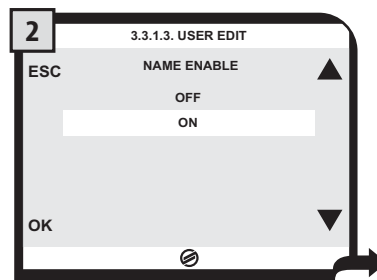 2
3.3.1.3. USER EDIT
ESC
NAME ENABLE
OFF
ON
OK